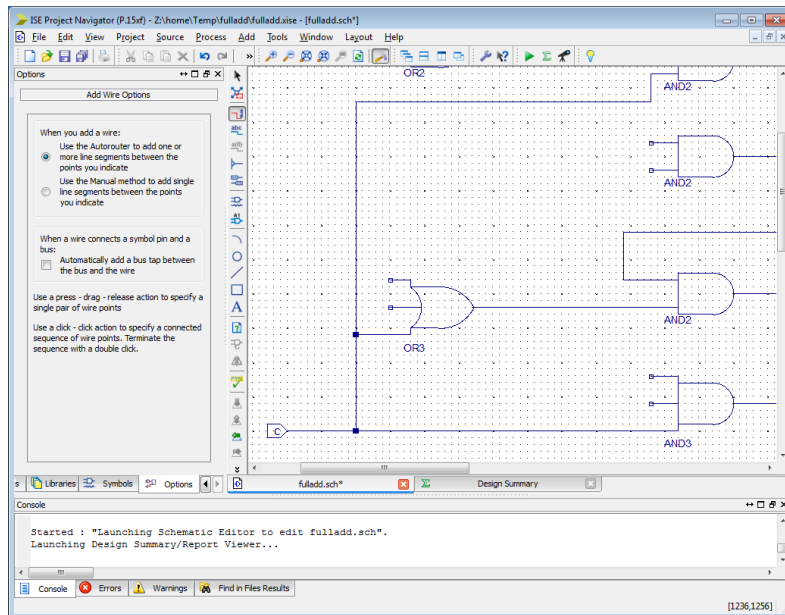 ISE Project Navigator (P.15xf) - Z:\home\Temp\fulladd\fulladd.xise - [fulladd.sch*]
File Edit View Project Source Process Add Tools Window Layout Help
Options
Add Wire Options
When you add a wire:
Use the Autorouter to add one or
more line segments between the
points you indicate
Use the Manual method to add single
line segments between the points
you indicate
When a wire connects a symbol pin and a
bus:
Automatically add a bus tap between
the bus and the wire
Use a press - drag - release action to specify a
single pair of wire points
Use a click - click action to specify a connected
sequence of wire points. Terminate the
sequence with a double click.
abc
A1
A
OR2
AND2
AND2
AND2
OR3
C
AND3
s Libraries Symbols Options
fulladd.sch*
Design Summary
Console
Started : "Launching Schematic Editor to edit fulladd.sch".
Launching Design Summary/Report Viewer...
Console Errors Warnings Find in Files Results
[1236,1256]